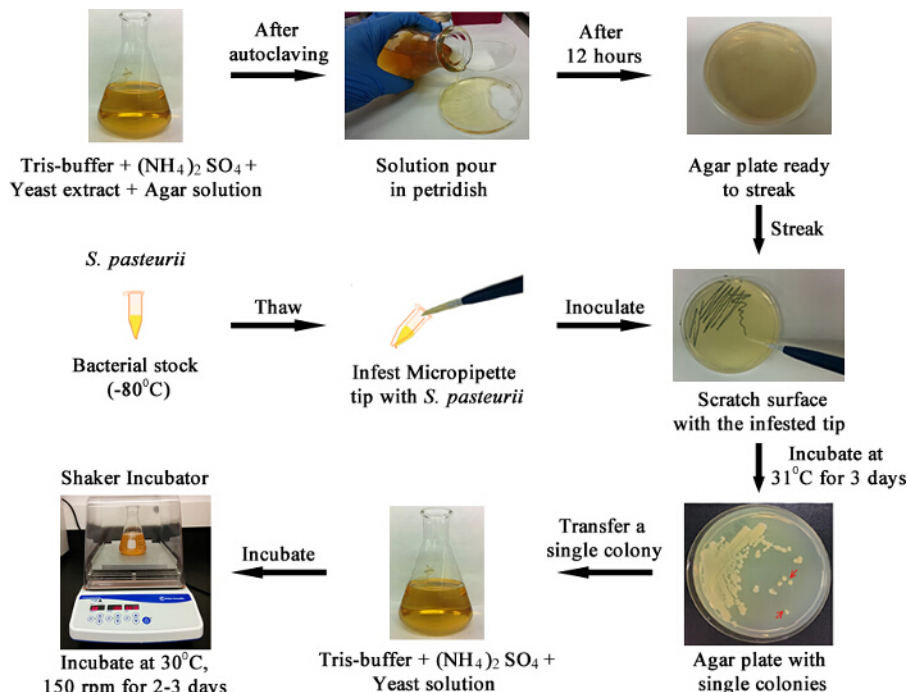 After
autoclaving
After
12 hours
Tris-buffer + (NH₄)₂ SO₄ +
Yeast extract + Agar solution
Solution pour
in petridish
Agar plate ready
to streak
Streak
S. pasteurii
Thaw
Inoculate
Bacterial stock
(-80⁰C)
Infest Micropipette
tip with S. pasteurii
Scratch surface
with the infested tip
Incubate at
31⁰C for 3 days
Shaker Incubator
Incubate
Transfer a
single colony
Incubate at 30⁰C,
150 rpm for 2-3 days
Tris-buffer + (NH₄)₂ SO₄ +
Yeast solution
Agar plate with
single colonies